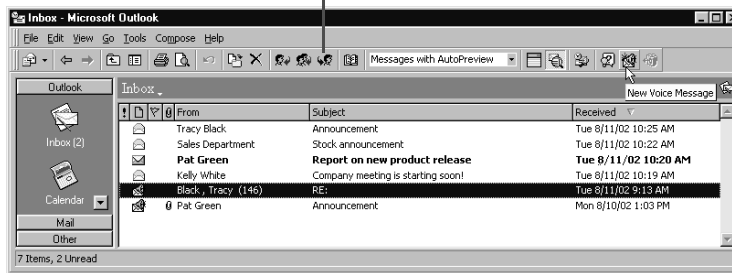 Inbox - Microsoft Outlook
File Edit View Go Tools Compose Help
Messages with AutoPreview
Outlook
Inbox
New Voice Message
! From Subject Received
Tracy Black Announcement Tue 8/11/02 10:25 AM
Sales Department Stock announcement Tue 8/11/02 10:22 AM
Inbox (2)
Pat Green Report on new product release Tue 8/11/02 10:20 AM
Kelly White Company meeting is starting soon! Tue 8/11/02 10:19 AM
Black , Tracy (146) RE: Tue 8/11/02 9:13 AM
Calendar
Pat Green Announcement Mon 8/10/02 1:03 PM
Mail
Other
7 Items, 2 Unread